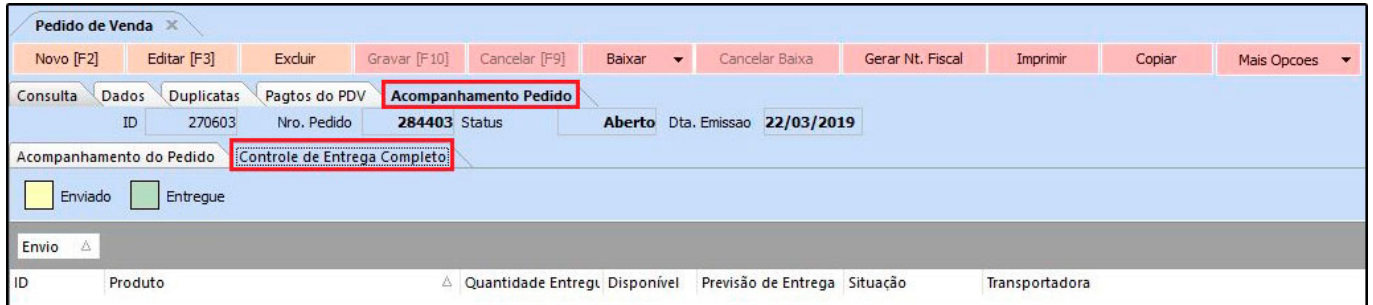 Pedido de Venda
Novo [F2] Editar [F3] Excluir Gravar [F10] Cancelar [F9] Baixar Cancelar Baixa Gerar Nt. Fiscal Imprimir Copiar Mais Opcoes
Consulta Dados Duplicatas Pagtos do PDV Acompanhamento Pedido
ID 270603 Nro. Pedido 284403 Status Aberto Dta. Emissao 22/03/2019
Acompanhamento do Pedido Controle de Entrega Completo
Enviado Entregue
Envio
ID Produto Quantidade Entregu Disponível Previsão de Entrega Situação Transportadora